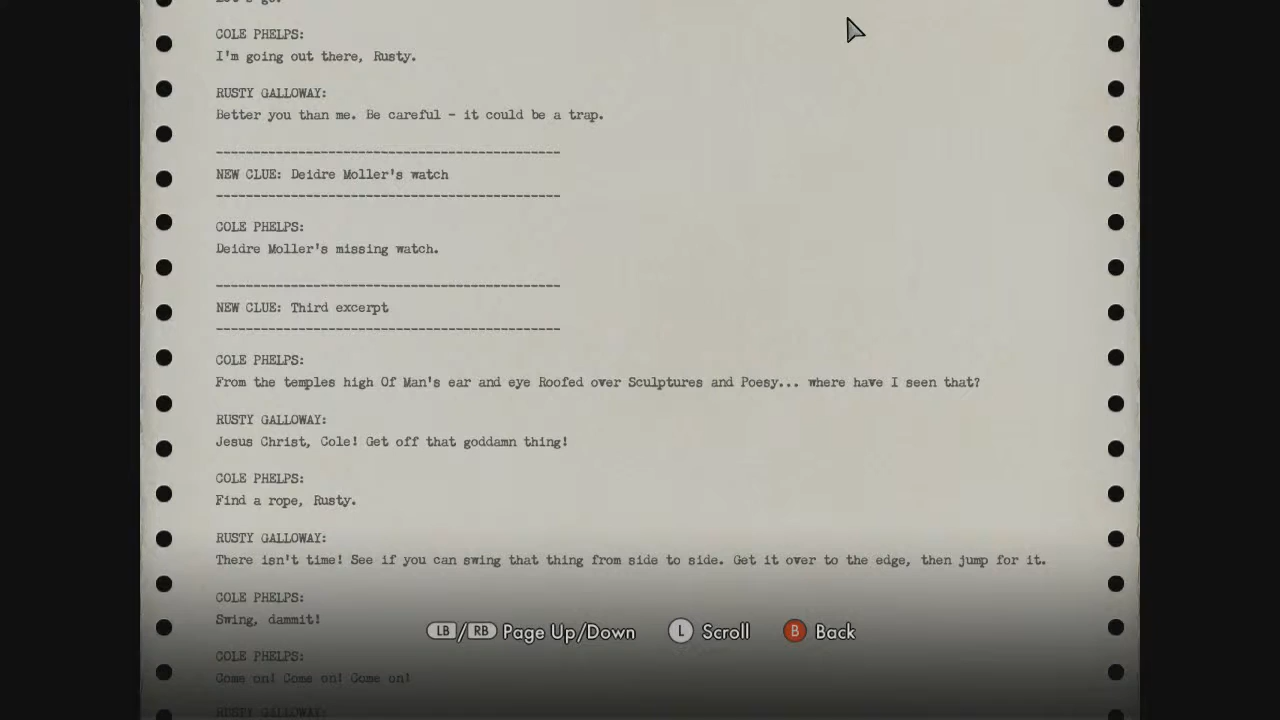 Let's go.
COLE PHELPS:
I'm going out there, Rusty.
RUSTY GALLOWAY:
Better you than me. Be careful - it could be a trap.
----------------------------------------------
NEW CLUE: Deidre Moller's watch
----------------------------------------------
COLE PHELPS:
Deidre Moller's missing watch.
----------------------------------------------
NEW CLUE: Third excerpt
----------------------------------------------
COLE PHELPS:
From the temples high Of Man's ear and eye Roofed over Sculptures and Poesy... where have I seen that?
RUSTY GALLOWAY:
Jesus Christ, Cole! Get off that goddamn thing!
COLE PHELPS:
Find a rope, Rusty.
RUSTY GALLOWAY:
There isn't time! See if you can swing that thing from side to side. Get it over to the edge, then jump for it.
COLE PHELPS:
Swing, dammit!
LB/RB Page Up/Down L Scroll B Back
COLE PHELPS:
Come on! Come on! Come on!
RUSTY GALLOWAY: